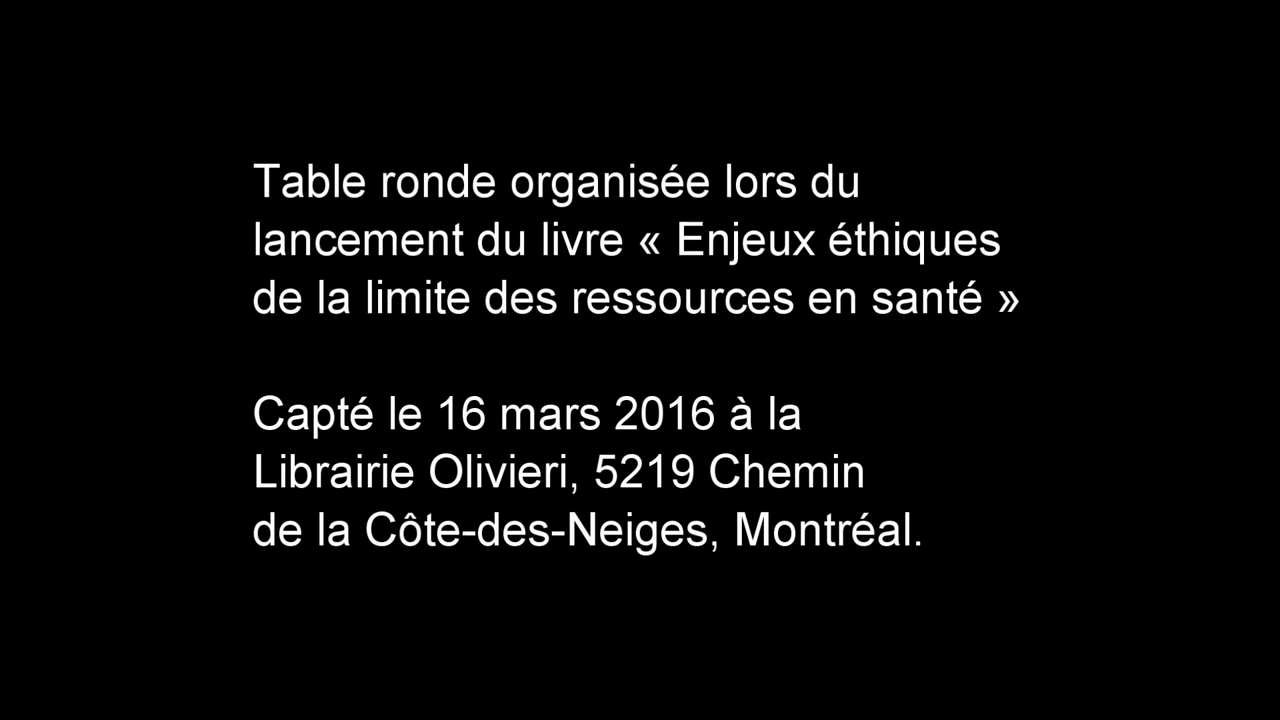 Table ronde organisée lors du
lancement du livre « Enjeux éthiques
de la limite des ressources en santé »
Capté le 16 mars 2016 à la
Librairie Olivieri, 5219 Chemin
de la Côte-des-Neiges, Montréal.